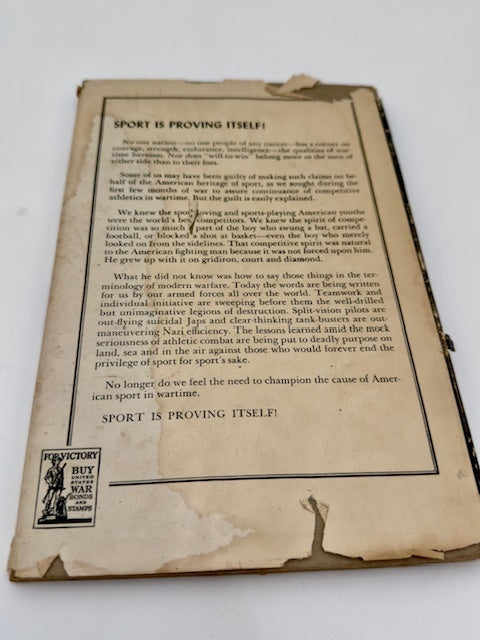 SPORT IS PROVING ITSELF!
No one nation—no one people of any nation—has a corner on
courage, strength, endurance, intelligence—the qualities of war-
time heroism. Nor does "will-to-win" belong more to the men of
either side than to their foes.
Some of us may have been guilty of making such claims on be-
half of the American heritage of sport, as we sought during the
first few months of war to assure continuance of competitive
athletics in wartime. But the guilt is easily explained.
We knew the sport-loving and sports-playing American youths
were the world's best competitors. We knew the spirit of compe-
tition was so much a part of the boy who swung a bat, carried a
football, or blocked a shot at basket—even the boy who merely
looked on from the sidelines. That competitive spirit was natural
to the American fighting man because it was not forced upon him.
He grew up with it on gridiron, court and diamond.
What he did not know was how to say those things in the ter-
minology of modern warfare. Today the words are being written
for us by our armed forces all over the world. Teamwork and
individual initiative are sweeping before them the well-drilled
but unimaginative legions of destruction. Split-vision pilots are
out-flying suicidal Japs and clear-thinking tank-busters are out-
maneuvering Nazi efficiency. The lessons learned amid the mock
seriousness of athletic combat are being put to deadly purpose on
land, sea and in the air against those who would forever end the
privilege of sport for sport's sake.
No longer do we feel the need to champion the cause of Amer-
ican sport in wartime.
SPORT IS PROVING ITSELF!
FOR VICTORY
BUY
UNITED
STATES
WAR
BONDS
AND
STAMPS